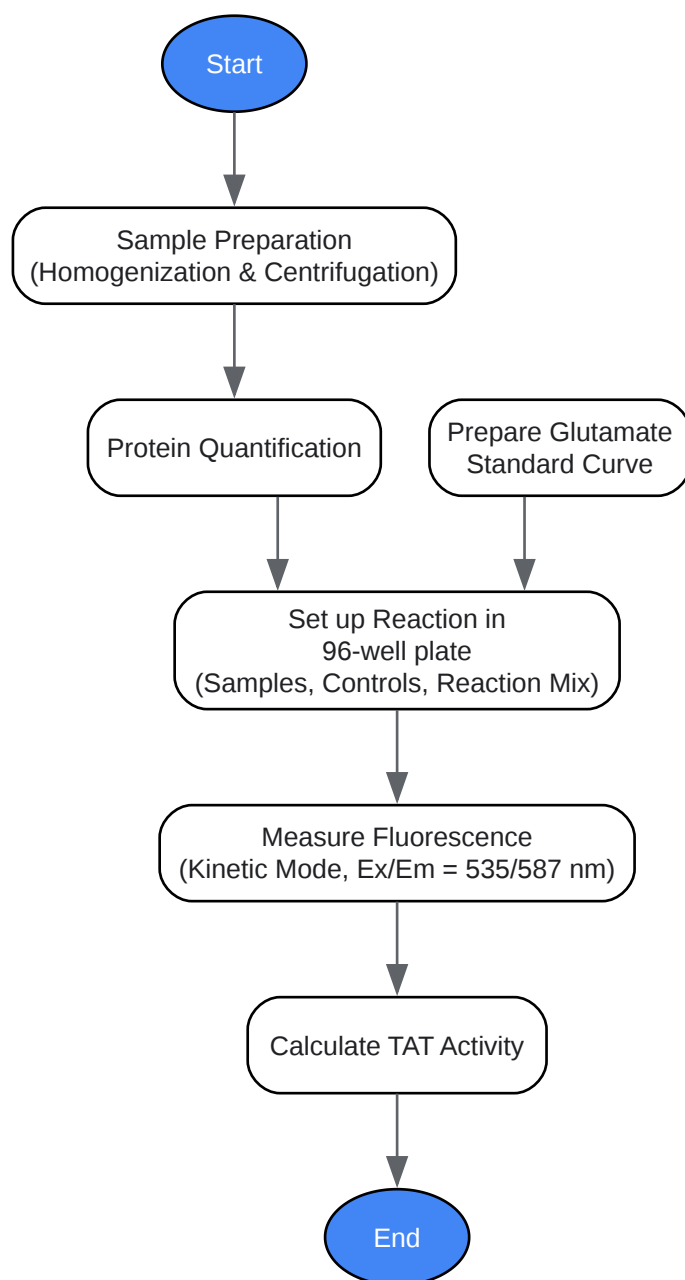 Start
Sample Preparation
(Homogenization & Centrifugation)
Protein Quantification
Prepare Glutamate
Standard Curve
Set up Reaction in
96-well plate
(Samples, Controls, Reaction Mix)
Measure Fluorescence
(Kinetic Mode, Ex/Em = 535/587 nm)
Calculate TAT Activity
End